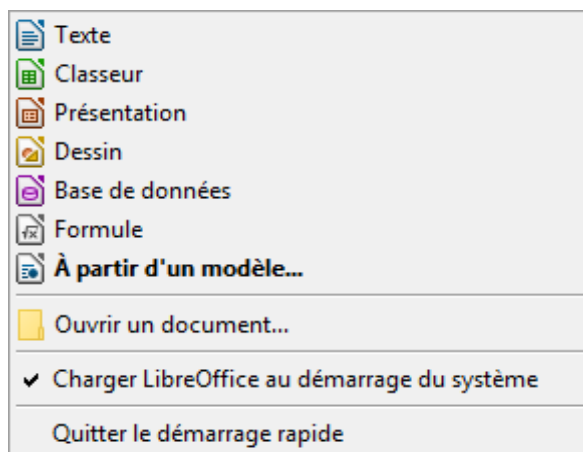 Texte
Classeur
Présentation
Dessin
Base de données
Formule
À partir d'un modèle...
Ouvrir un document...
Charger LibreOffice au démarrage du système
Quitter le démarrage rapide